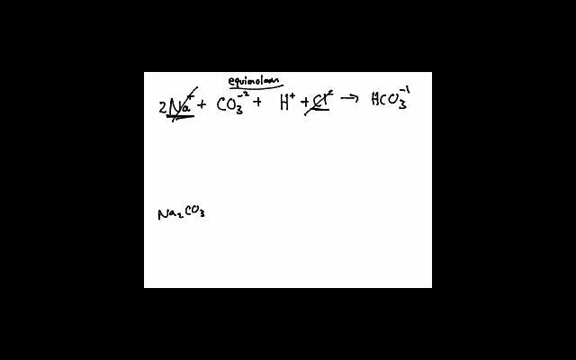 equimolar
2Na⁺ + CO₃⁻² + H⁺ + Cl⁻ → HCO₃⁻¹
Na₂CO₃